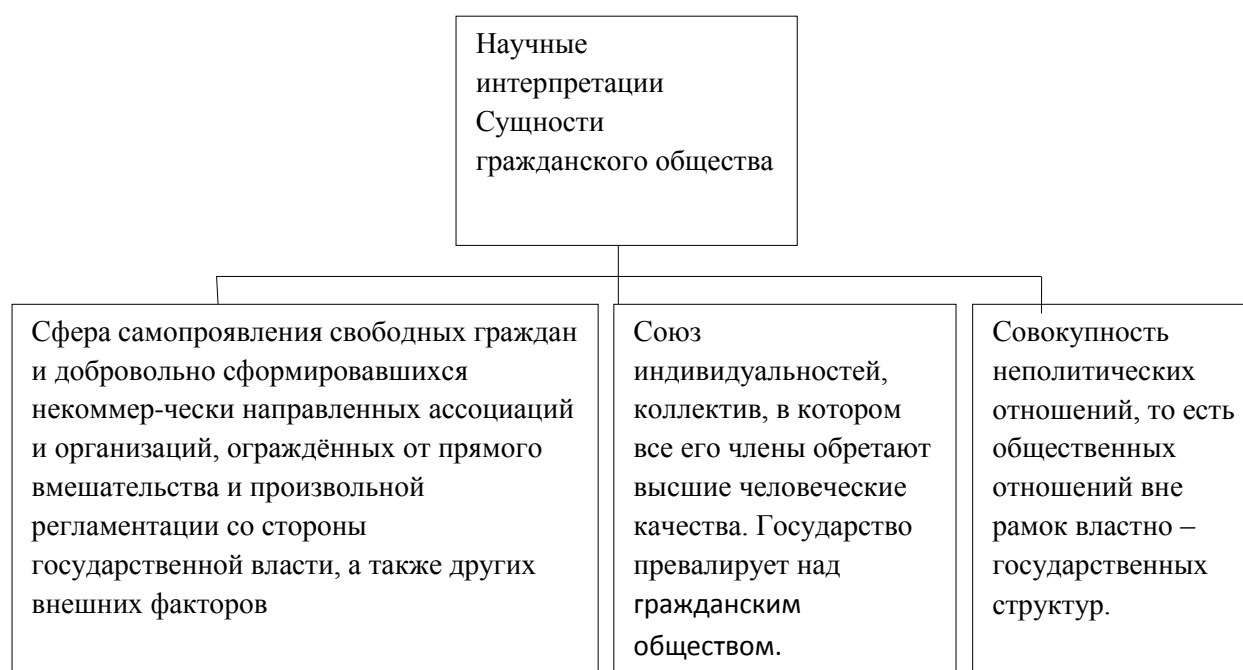 Научные
интерпретации
Сущности
гражданского общества
Сфера самопроявления свободных граждан
и добровольно сформировавшихся
некоммер-чески направленных ассоциаций
и организаций, ограждённых от прямого
вмешательства и произвольной
регламентации со стороны
государственной власти, а также других
внешних факторов
Союз
индивидуальностей,
коллектив, в котором
все его члены обретают
высшие человеческие
качества. Государство
превалирует над
гражданским
обществом.
Совокупность
неполитических
отношений, то есть
общественных
отношений вне
рамок властно –
государственных
структур.